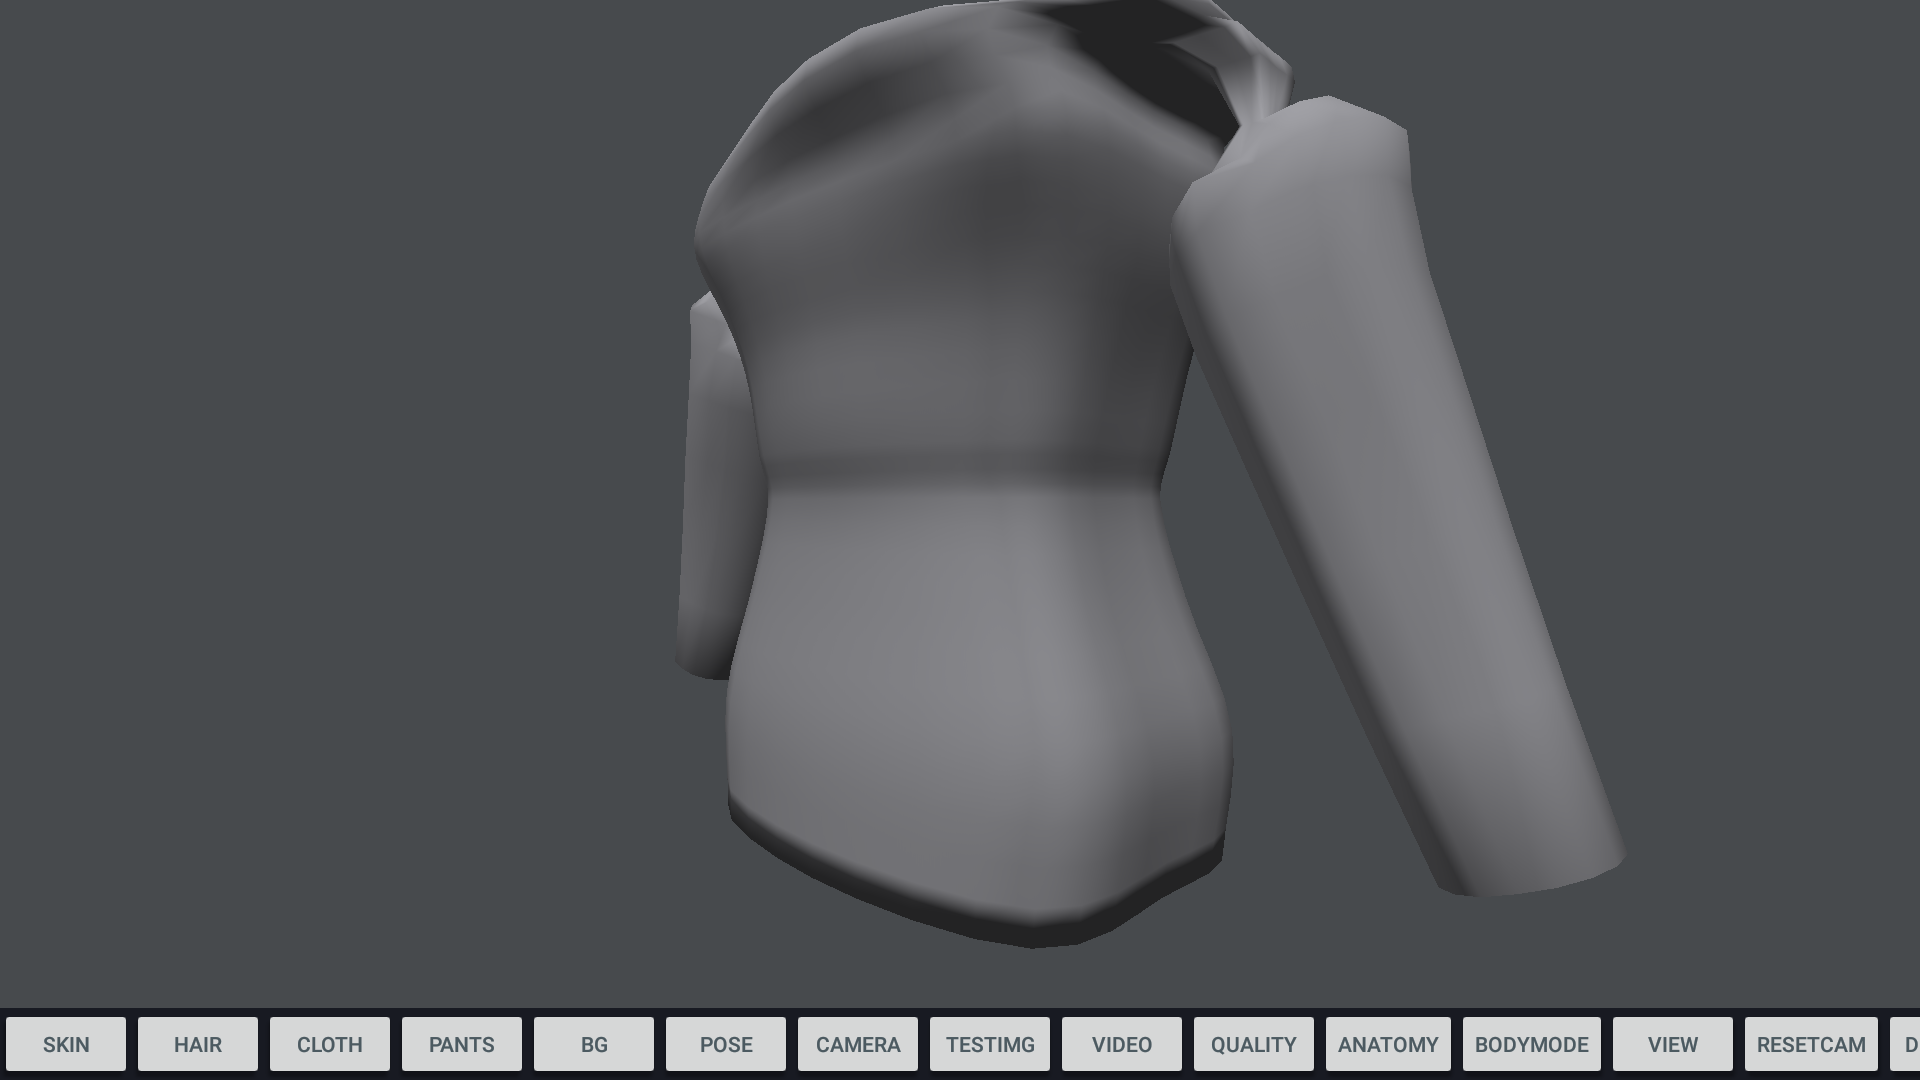 SKIN
HAIR
CLOTH
PANTS
BG
POSE
CAMERA
TESTIMG
VIDEO
QUALITY
ANATOMY
BODYMODE
VIEW
RESETCAM